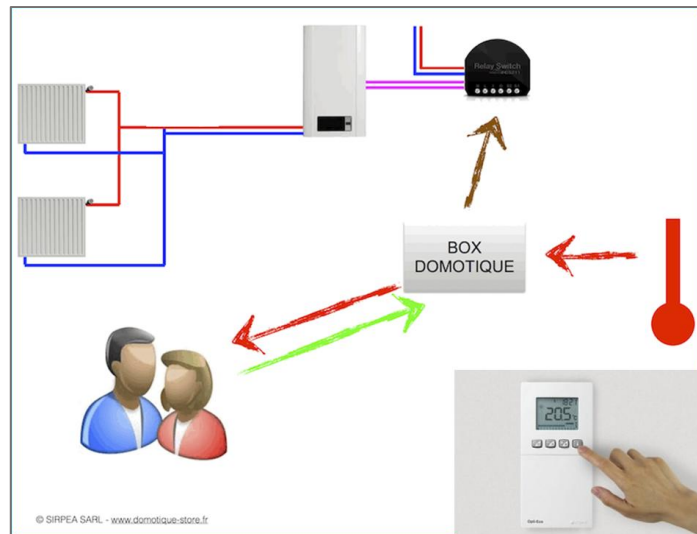 Relay Switch
BOX
DOMOTIQUE
20.5
© SIRPEA SARL - www.domotique-store.fr